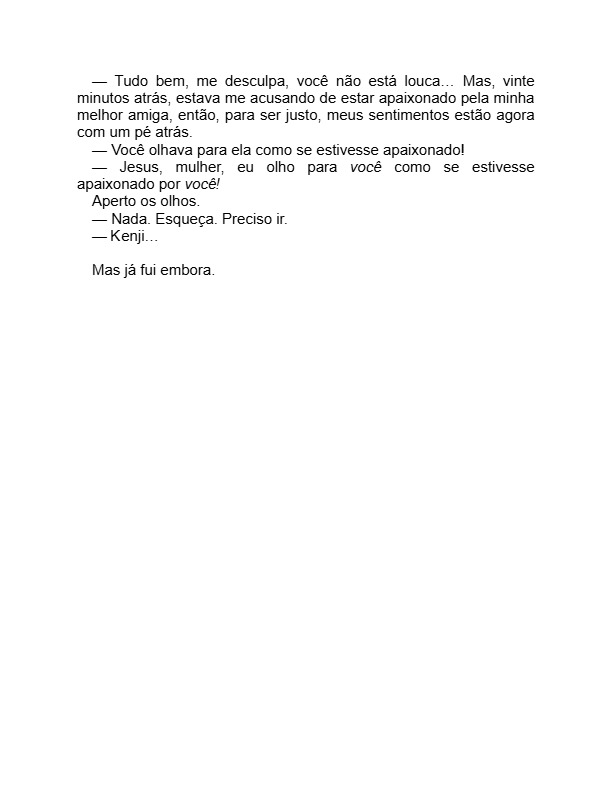 — Tudo bem, me desculpa, você não está louca… Mas, vinte
minutos atrás, estava me acusando de estar apaixonado pela minha
melhor amiga, então, para ser justo, meus sentimentos estão agora
com um pé atrás.
— Você olhava para ela como se estivesse apaixonado!
— Jesus, mulher, eu olho para você como se estivesse
apaixonado por você!
Aperto os olhos.
— Nada. Esqueça. Preciso ir.
— Kenji…
Mas já fui embora.